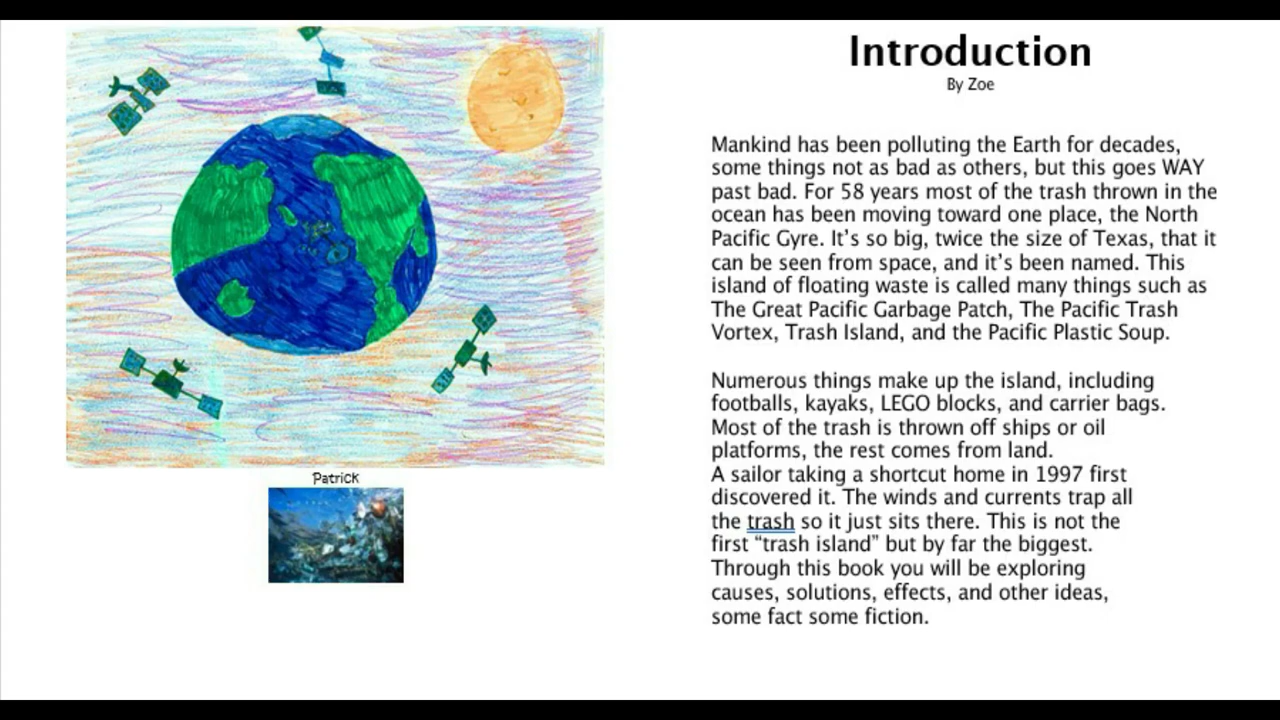 Introduction
By Zoe
Mankind has been polluting the Earth for decades,
some things not as bad as others, but this goes WAY
past bad. For 58 years most of the trash thrown in the
ocean has been moving toward one place, the North
Pacific Gyre. It’s so big, twice the size of Texas, that it
can be seen from space, and it’s been named. This
island of floating waste is called many things such as
The Great Pacific Garbage Patch, The Pacific Trash
Vortex, Trash Island, and the Pacific Plastic Soup.
Numerous things make up the island, including
footballs, kayaks, LEGO blocks, and carrier bags.
Most of the trash is thrown off ships or oil
platforms, the rest comes from land.
A sailor taking a shortcut home in 1997 first
discovered it. The winds and currents trap all
the trash so it just sits there. This is not the
first “trash island” but by far the biggest.
Through this book you will be exploring
causes, solutions, effects, and other ideas,
some fact some fiction.
Patrick